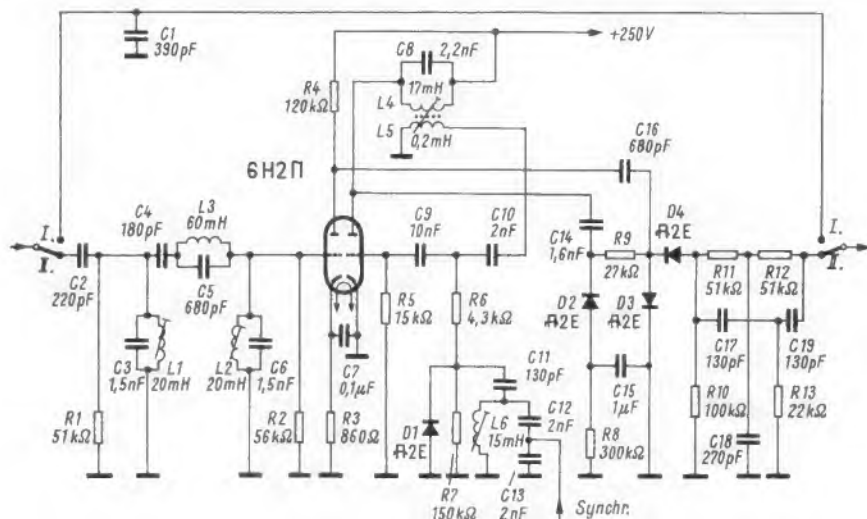 C1
390pF
C8
2,2nF
+250V
R4
120kΩ
17mH
L4
L5
0,2mH
C16
680pF
6Н2П
I.
II.
C2
220pF
C4
180pF
L3
60mH
C5
680pF
C9
10nF
C10
2nF
C14
1,6nF
R9
27kΩ
D4
Д2Е
R11
51kΩ
R12
51kΩ
I.
II.
C3
1,5nF
L1
20mH
L2
20mH
C6
1,5nF
C7
0,1µF
R5
15kΩ
R6
4,3kΩ
D2
Д2Е
D3
Д2Е
C17
130pF
C19
130pF
R1
51kΩ
R2
56kΩ
R3
860Ω
D1
Д2Е
C11
130pF
L6
15mH
C12
2nF
C15
1µF
R8
300kΩ
R10
100kΩ
R13
22kΩ
C18
270pF
R7
150kΩ
C13
2nF
Synchr.